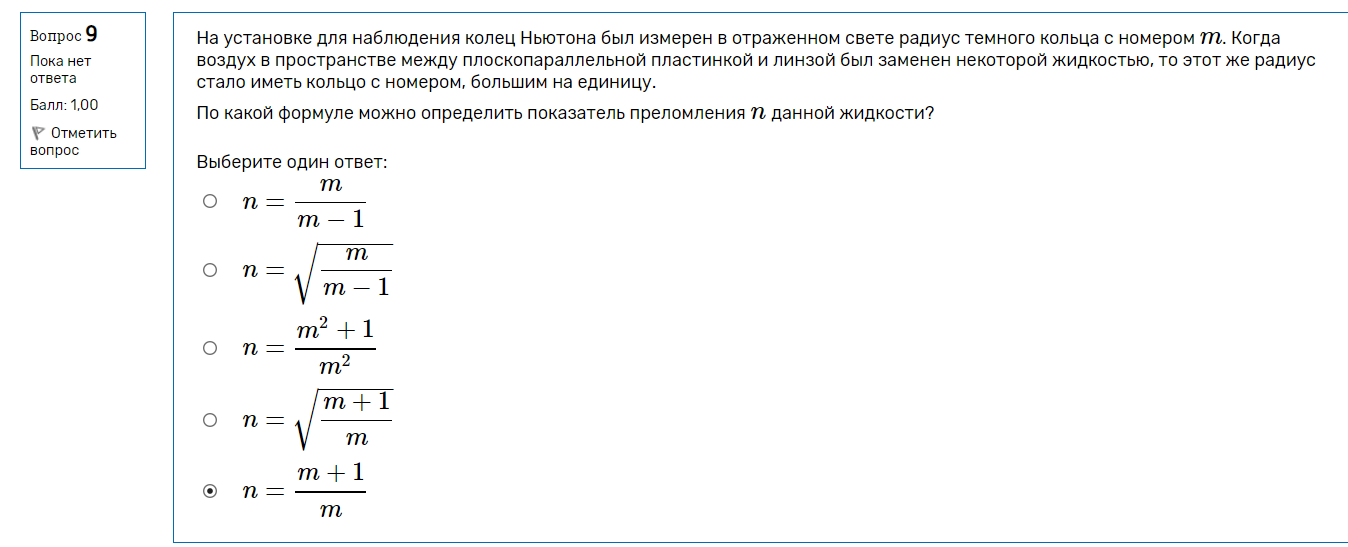 Вопрос 9
Пока нет
ответа
Балл: 1,00
Отметить
вопрос
На установке для наблюдения колец Ньютона был измерен в отраженном свете радиус темного кольца с номером m. Когда
воздух в пространстве между плоскопараллельной пластинкой и линзой был заменен некоторой жидкостью, то этот же радиус
стало иметь кольцо с номером, большим на единицу.
По какой формуле можно определить показатель преломления n данной жидкости?
Выберите один ответ:
n = \frac{m}{m - 1}
n = \sqrt{\frac{m}{m - 1}}
n = \frac{m^2 + 1}{m^2}
n = \sqrt{\frac{m + 1}{m}}
n = \frac{m + 1}{m}